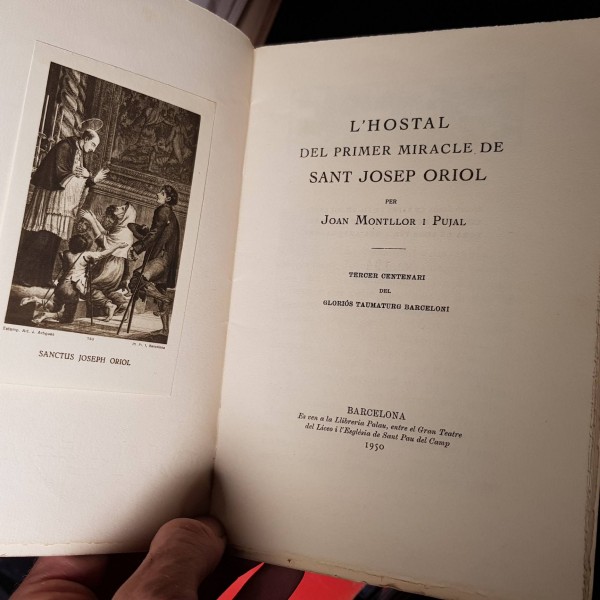 SANCTUS JOSEPH ORIOL
L'HOSTAL
DEL PRIMER MIRACLE DE
SANT JOSEP ORIOL
PER
JOAN MONTLLOR I PUJAL
TERCER CENTENARI
DEL
GLORIÓS TAUMATURG BARCELONI
BARCELONA
Es ven a la Llibreria Palau, entre el Gran Teatre
del Liceo i l'Església de Sant Pau del Camp
1950